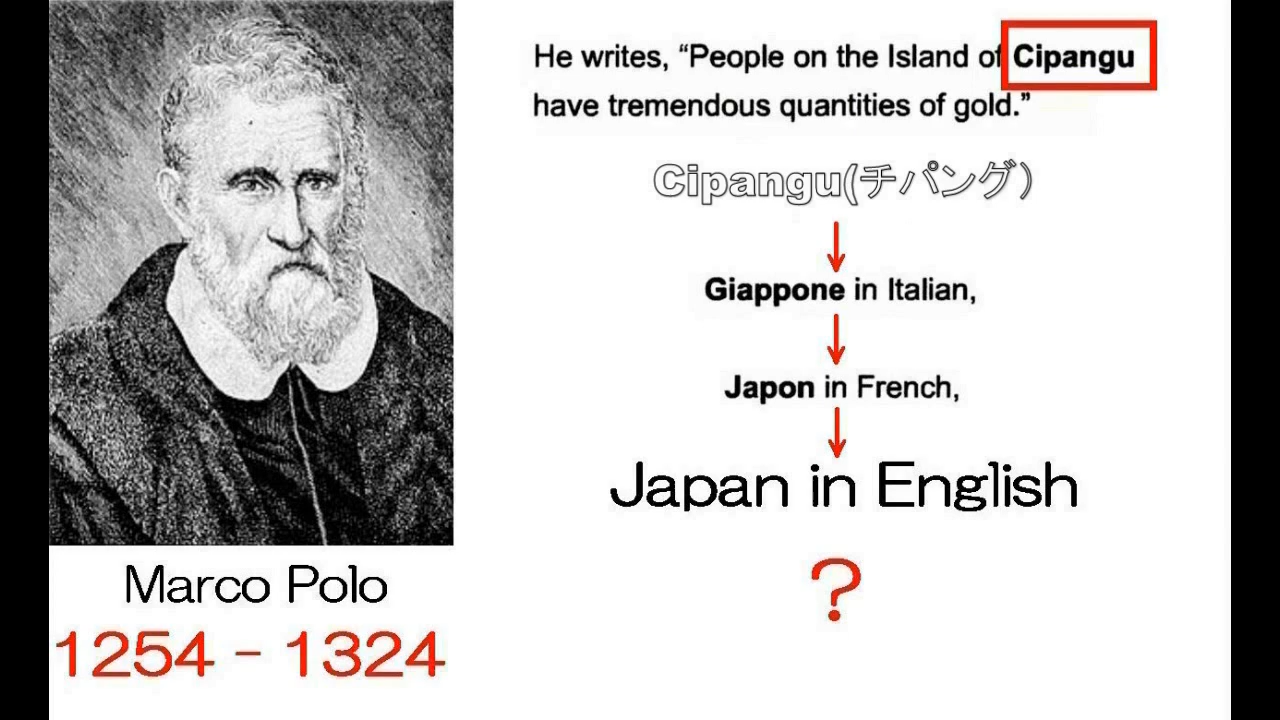 He writes, “People on the Island of Cipangu
have tremendous quantities of gold.”
Cipangu(チパング）
Giappone in Italian,
Japon in French,
Japan in English
?
Marco Polo
1254 - 1324